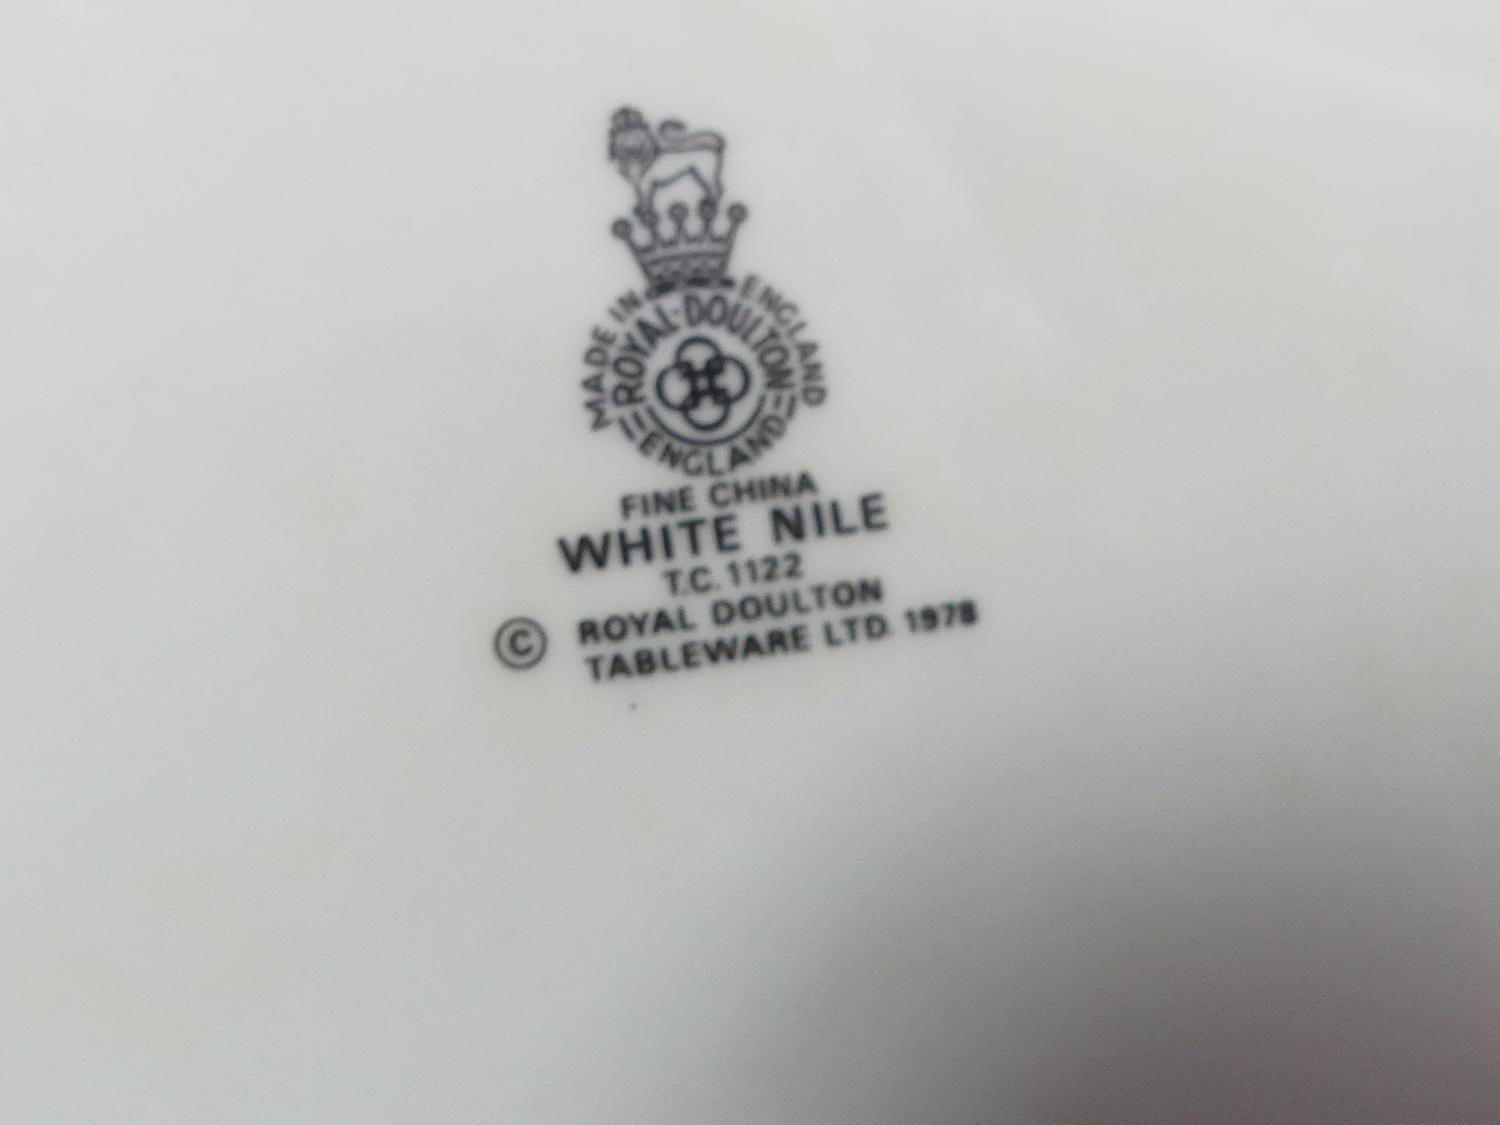 MADE IN ENGLAND
ROYAL DOULTON
ENGLAND
FINE CHINA
WHITE NILE
T.C. 1122
© ROYAL DOULTON
TABLEWARE LTD. 1978